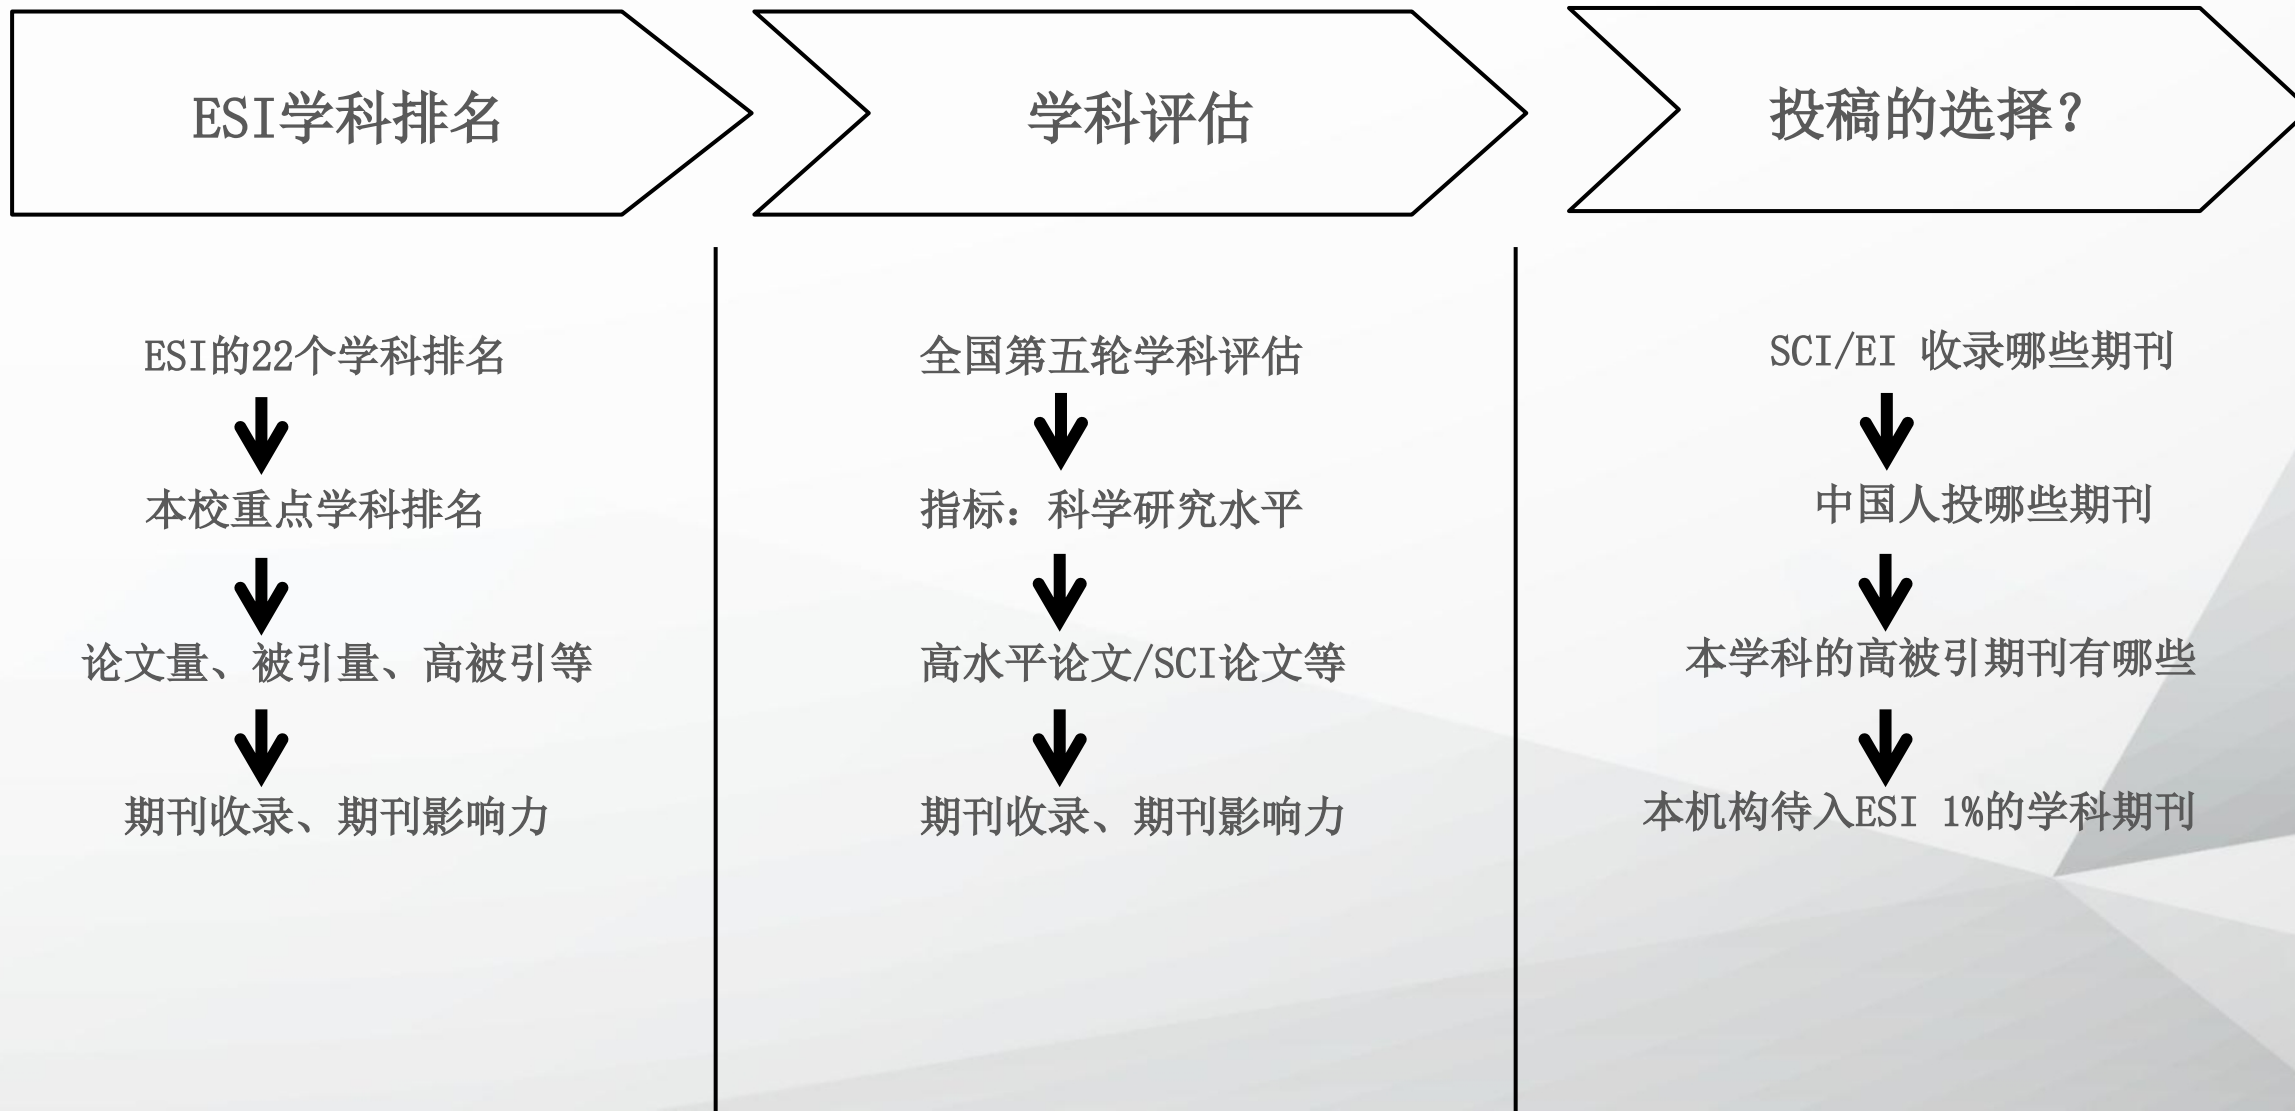 ESI学科排名
学科评估
投稿的选择？
ESI的22个学科排名
本校重点学科排名
论文量、被引量、高被引等
期刊收录、期刊影响力
全国第五轮学科评估
指标：科学研究水平
高水平论文/SCI论文等
期刊收录、期刊影响力
SCI/EI 收录哪些期刊
中国人投哪些期刊
本学科的高被引期刊有哪些
本机构待入ESI 1%的学科期刊